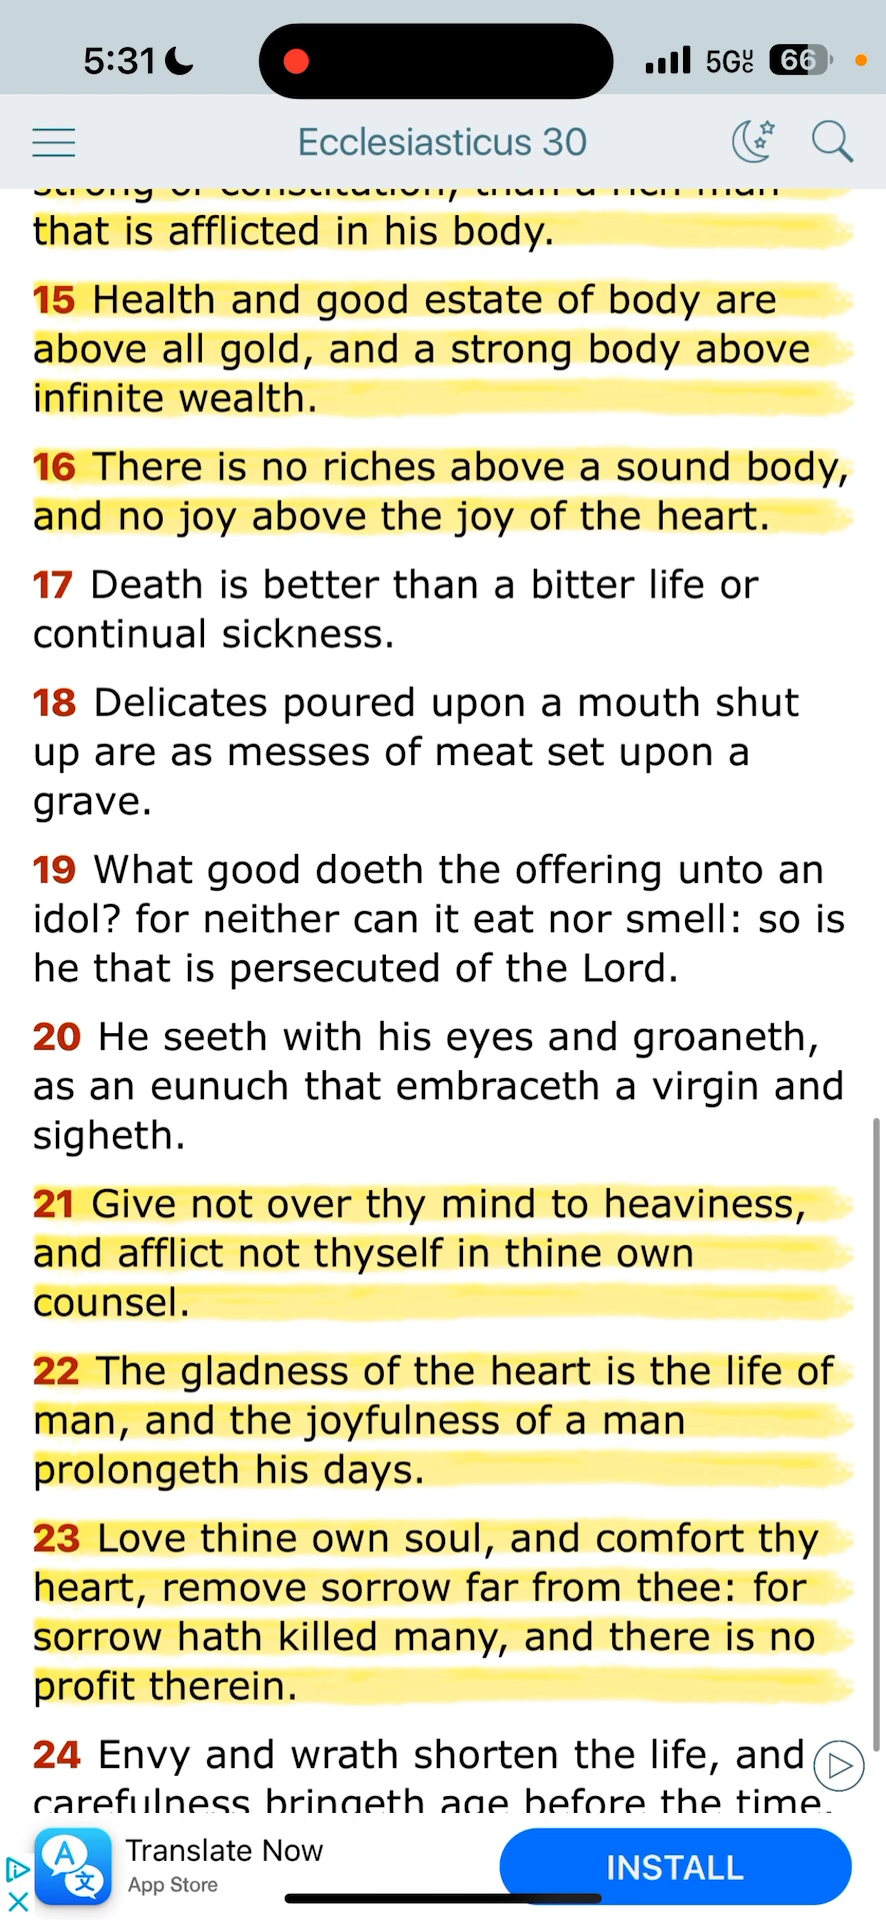 5:31
5G UC
66
Ecclesiasticus 30
strong of constitution, than a rich man
that is afflicted in his body.
15 Health and good estate of body are
above all gold, and a strong body above
infinite wealth.
16 There is no riches above a sound body,
and no joy above the joy of the heart.
17 Death is better than a bitter life or
continual sickness.
18 Delicates poured upon a mouth shut
up are as messes of meat set upon a
grave.
19 What good doeth the offering unto an
idol? for neither can it eat nor smell: so is
he that is persecuted of the Lord.
20 He seeth with his eyes and groaneth,
as an eunuch that embraceth a virgin and
sigheth.
21 Give not over thy mind to heaviness,
and afflict not thyself in thine own
counsel.
22 The gladness of the heart is the life of
man, and the joyfulness of a man
prolongeth his days.
23 Love thine own soul, and comfort thy
heart, remove sorrow far from thee: for
sorrow hath killed many, and there is no
profit therein.
24 Envy and wrath shorten the life, and
carefulness bringeth age before the time.
A
文
Translate Now
App Store
INSTALL